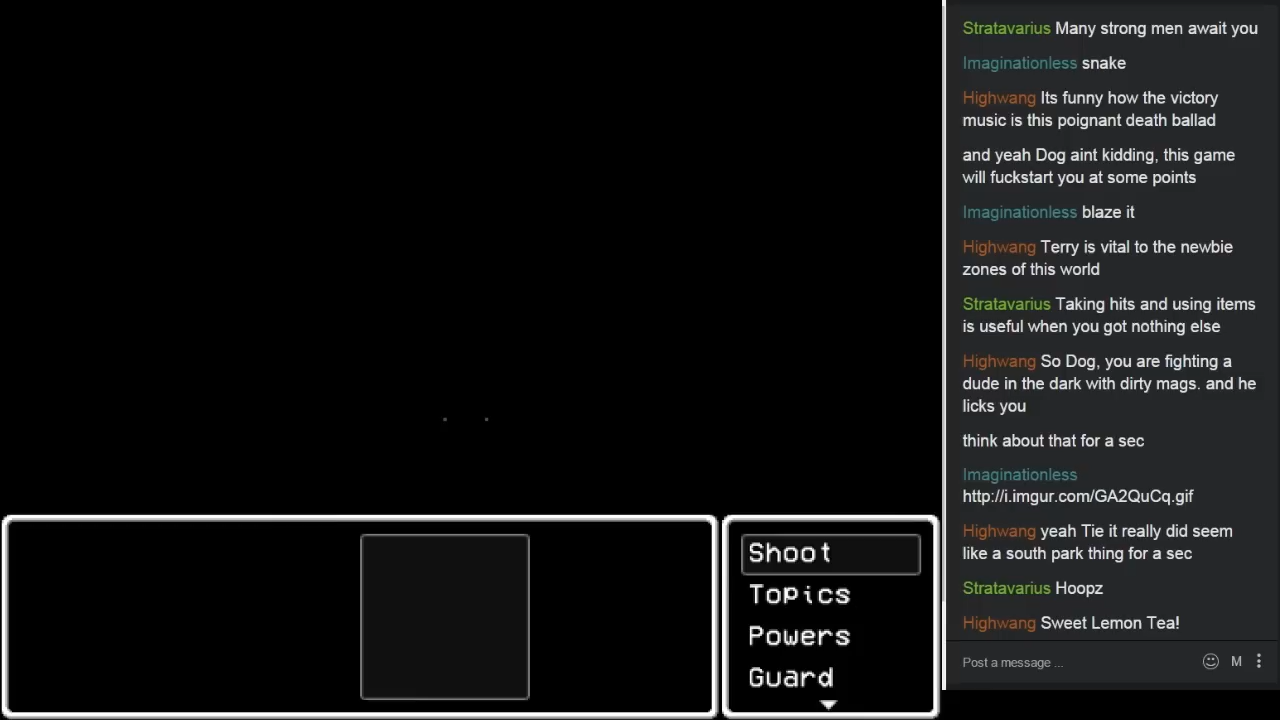 Stratavarius Many strong men await you
Imaginationless snake
Highwang Its funny how the victory
music is this poignant death ballad
and yeah Dog aint kidding, this game
will fuckstart you at some points
Imaginationless blaze it
Highwang Terry is vital to the newbie
zones of this world
Stratavarius Taking hits and using items
is useful when you got nothing else
Highwang So Dog, you are fighting a
dude in the dark with dirty mags. and he
licks you
think about that for a sec
Imaginationless
http://i.imgur.com/GA2QuCq.gif
Highwang yeah Tie it really did seem
like a south park thing for a sec
Stratavarius Hoopz
Highwang Sweet Lemon Tea!
Post a message ...
M
Shoot
Topics
Powers
Guard